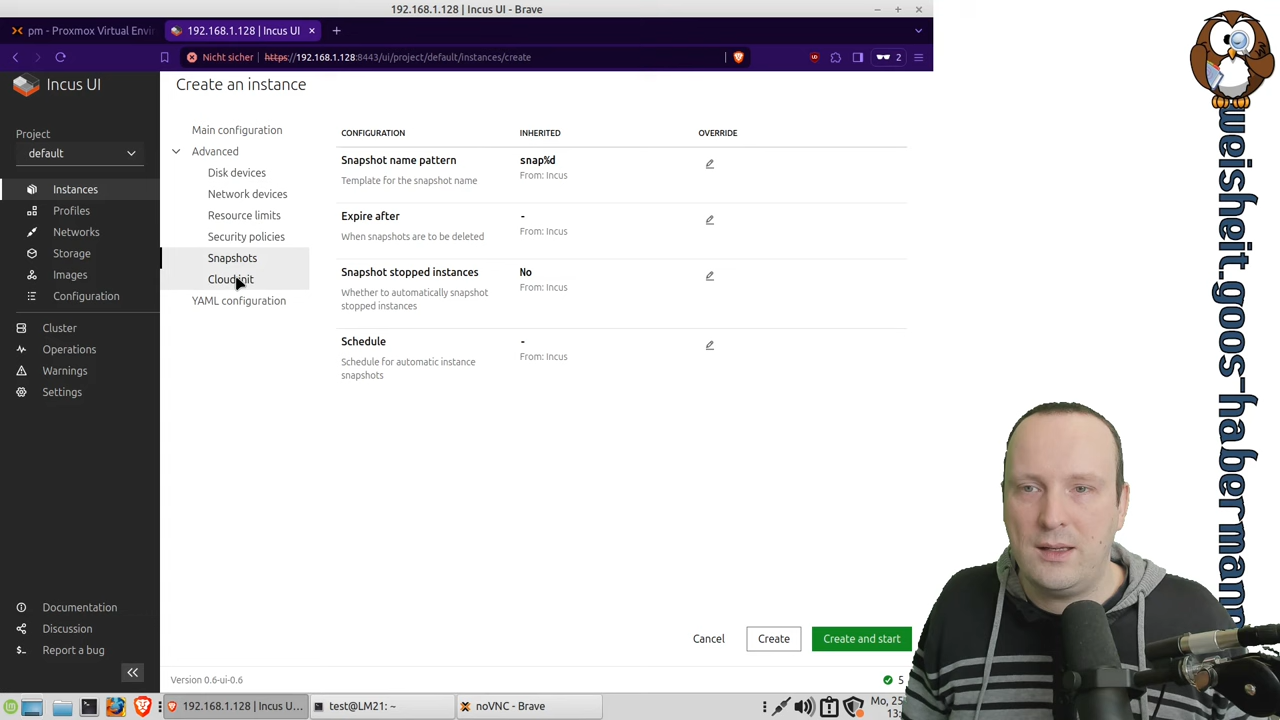 192.168.1.128 | Incus UI - Brave
pm - Proxmox Virtual Envi
192.168.1.128 | Incus UI
Nicht sicher
https://192.168.1.128:8443/ui/project/default/instances/create
2
Incus UI
Project
default
Instances
Profiles
Networks
Storage
Images
Configuration
Cluster
Operations
Warnings
Settings
Documentation
Discussion
Report a bug
Create an instance
Main configuration
Advanced
Disk devices
Network devices
Resource limits
Security policies
Snapshots
Cloud init
YAML configuration
CONFIGURATION INHERITED OVERRIDE
Snapshot name pattern snap%d
Template for the snapshot name From: Incus
Expire after -
When snapshots are to be deleted From: Incus
Snapshot stopped instances No
Whether to automatically snapshot From: Incus
stopped instances
Schedule -
Schedule for automatic instance From: Incus
snapshots
Cancel Create Create and start
Version 0.6-ui-0.6
5
192.168.1.128 | Incus U...
test@LM21: ~
noVNC - Brave
Mo, 25
13:
weisheit.goos-habermann